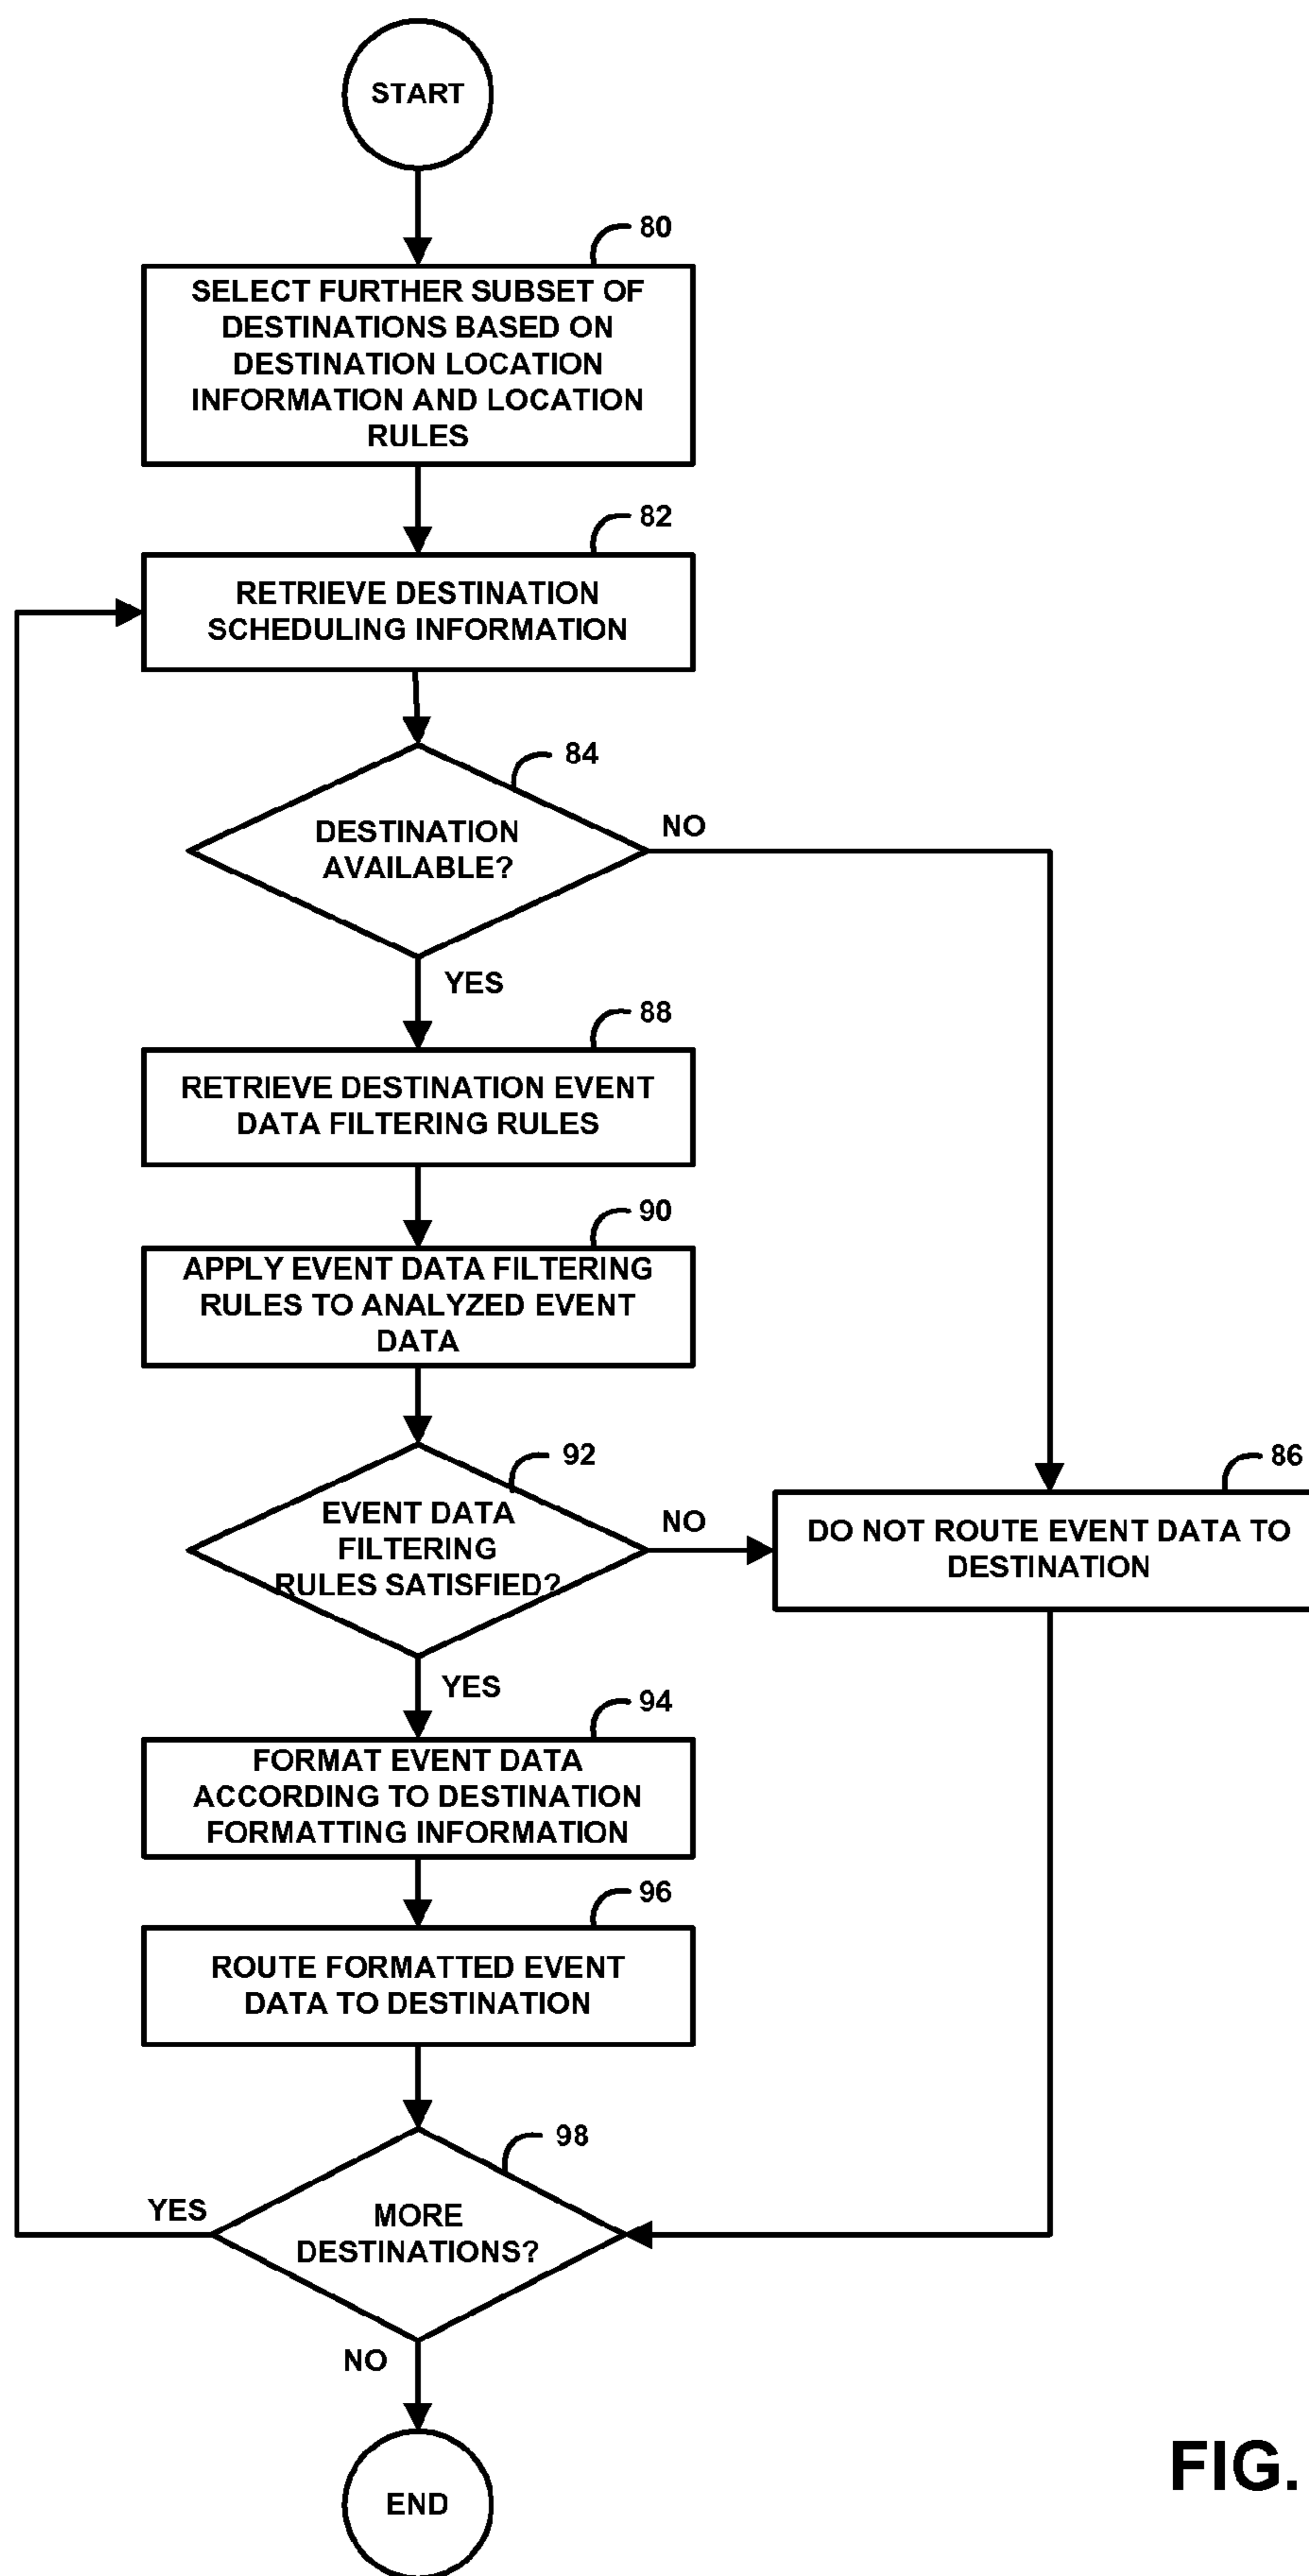 START
80
SELECT FURTHER SUBSET OF
DESTINATIONS BASED ON
DESTINATION LOCATION
INFORMATION AND LOCATION
RULES
82
RETRIEVE DESTINATION
SCHEDULING INFORMATION
84
DESTINATION
AVAILABLE?
NO
YES
88
RETRIEVE DESTINATION EVENT
DATA FILTERING RULES
90
APPLY EVENT DATA FILTERING
RULES TO ANALYZED EVENT
DATA
92
EVENT DATA
FILTERING
RULES SATISFIED?
NO
86
DO NOT ROUTE EVENT DATA TO
DESTINATION
YES
94
FORMAT EVENT DATA
ACCORDING TO DESTINATION
FORMATTING INFORMATION
96
ROUTE FORMATTED EVENT
DATA TO DESTINATION
98
YES
MORE
DESTINATIONS?
NO
END
FIG.